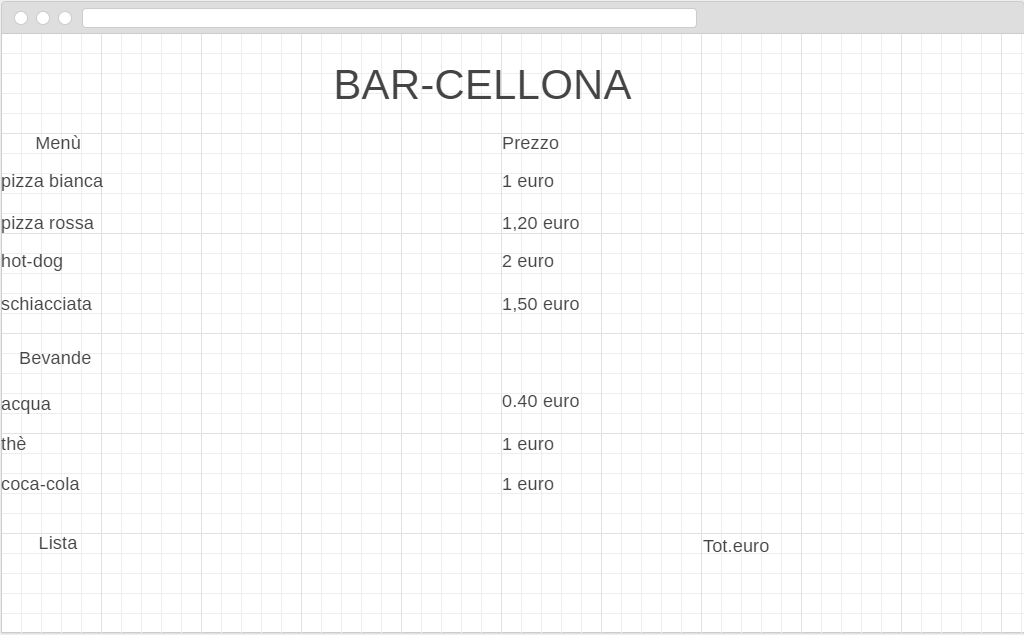 BAR-CELLONA
Menù Prezzo
pizza bianca 1 euro
pizza rossa 1,20 euro
hot-dog 2 euro
schiacciata 1,50 euro
Bevande
acqua 0.40 euro
thè 1 euro
coca-cola 1 euro
Lista Tot.euro